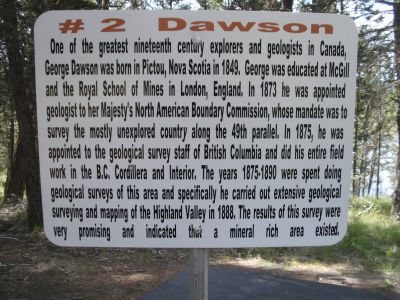 # 2 Dawson
One of the greatest nineteenth century explorers and geologists in Canada,
George Dawson was born in Pictou, Nova Scotia in 1849. George was educated at McGill
and the Royal School of Mines in London, England. In 1873 he was appointed
geologist to her Majesty's North American Boundary Commission, whose mandate was to
survey the mostly unexplored country along the 49th parallel. In 1875, he was
appointed to the geological survey staff of British Columbia and did his entire field
work in the B.C. Cordillera and Interior. The years 1875-1890 were spent doing
geological surveys of this area and specifically he carried out extensive geological
surveying and mapping of the Highland Valley in 1888. The results of this survey were
very promising and indicated that a mineral rich area existed.